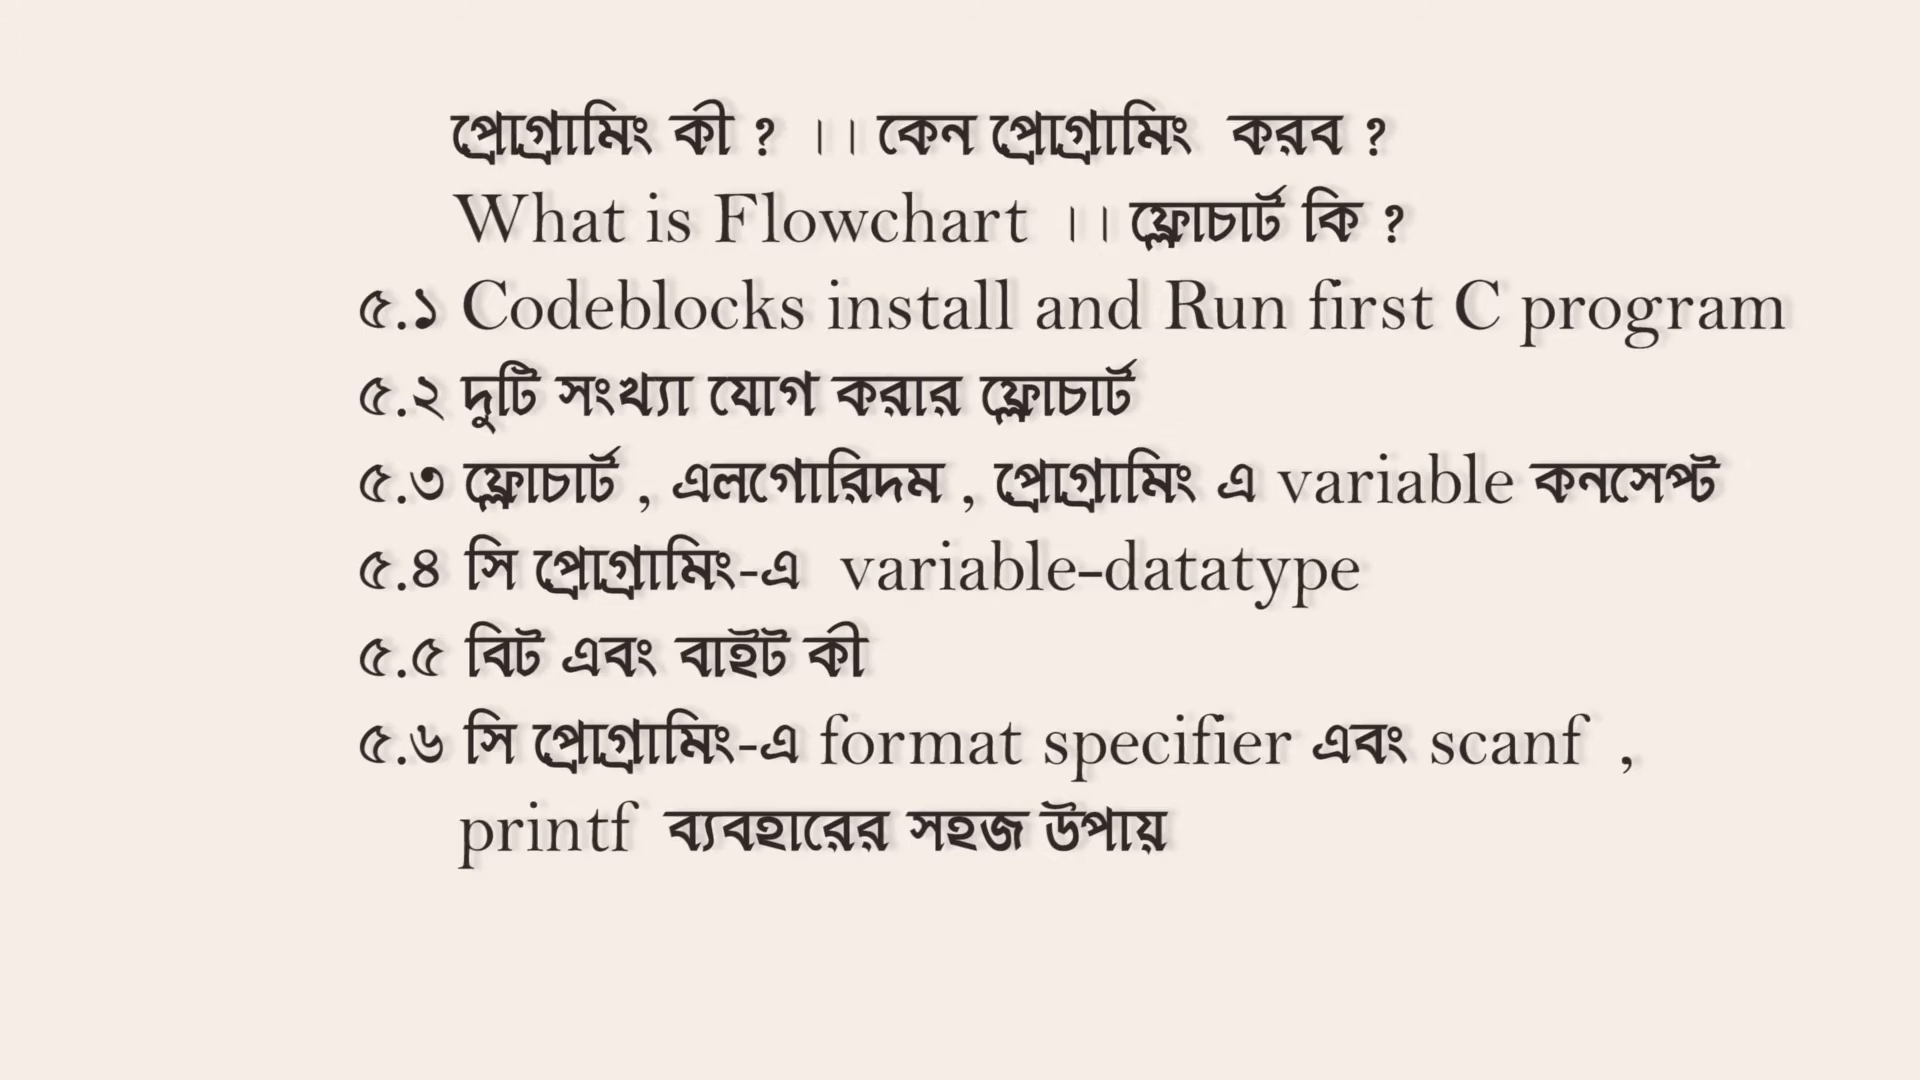 প্রোগ্রামিং কী ? ।। কেন প্রোগ্রামিং করব ?
What is Flowchart ।। ফ্লোচার্ট কি ?
৫.১ Codeblocks install and Run first C program
৫.২ দুটি সংখ্যা যোগ করার ফ্লোচার্ট
৫.৩ ফ্লোচার্ট , এলগোরিদম , প্রোগ্রামিং এ variable কনসেপ্ট
৫.৪ সি প্রোগ্রামিং-এ variable-datatype
৫.৫ বিট এবং বাইট কী
৫.৬ সি প্রোগ্রামিং-এ format specifier এবং scanf ,
printf ব্যবহারের সহজ উপায়